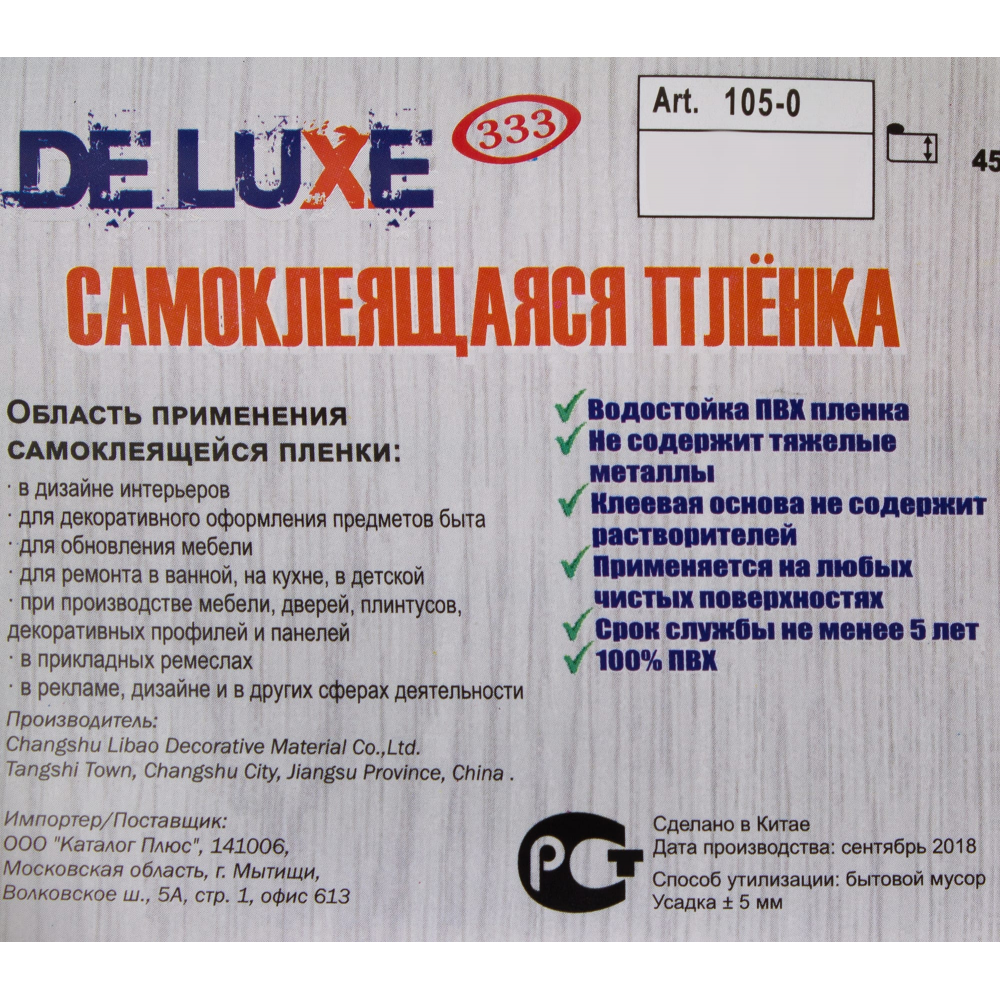 DE LUXE 333
Art. 105-0
45
САМОКЛЕЯЩАЯСЯ ПЛЁНКА
ОБЛАСТЬ ПРИМЕНЕНИЯ
САМОКЛЕЯЩЕЙСЯ ПЛЕНКИ:
· в дизайне интерьеров
· для декоративного оформления предметов быта
· для обновления мебели
· для ремонта в ванной, на кухне, в детской
· при производстве мебели, дверей, плинтусов,
декоративных профилей и панелей
· в прикладных ремеслах
· в рекламе, дизайне и в других сферах деятельности
Водостойка ПВХ пленка
Не содержит тяжелые
металлы
Клеевая основа не содержит
растворителей
Применяется на любых
чистых поверхностях
Срок службы не менее 5 лет
100% ПВХ
Производитель:
Changshu Libao Decorative Material Co.,Ltd.
Tangshi Town, Changshu City, Jiangsu Province, China .
Импортер/Поставщик:
ООО "Каталог Плюс", 141006,
Московская область, г. Мытищи,
Волковское ш., 5А, стр. 1, офис 613
РСТ
Сделано в Китае
Дата производства: сентябрь 2018
Способ утилизации: бытовой мусор
Усадка ± 5 мм